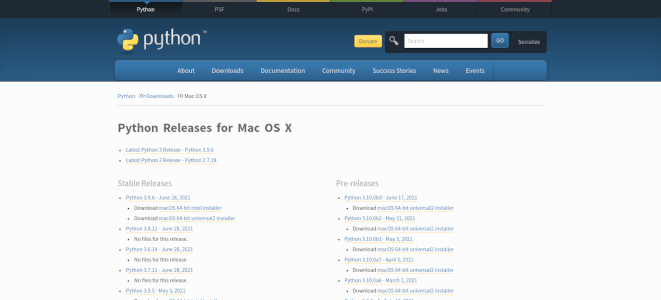 Python PSF Docs PyPI Jobs Community
python™
Donate Search GO Socialize
About Downloads Documentation Community Success Stories News Events
Python >>> Downloads >>> Mac OS X
Python Releases for Mac OS X
Latest Python 3 Release - Python 3.9.6
Latest Python 2 Release - Python 2.7.18
Stable Releases
Python 3.9.6 - June 28, 2021
Download macOS 64-bit Intel installer
Download macOS 64-bit universal2 installer
Python 3.8.11 - June 28, 2021
No files for this release.
Python 3.6.14 - June 28, 2021
No files for this release.
Python 3.7.11 - June 28, 2021
No files for this release.
Python 3.9.5 - May 3, 2021
Pre-releases
Python 3.10.0b3 - June 17, 2021
Download macOS 64-bit universal2 installer
Python 3.10.0b2 - May 31, 2021
Download macOS 64-bit universal2 installer
Python 3.10.0b1 - May 3, 2021
Download macOS 64-bit universal2 installer
Python 3.10.0a7 - April 5, 2021
Download macOS 64-bit universal2 installer
Python 3.10.0a6 - March 1, 2021
Download macOS 64-bit universal2 installer